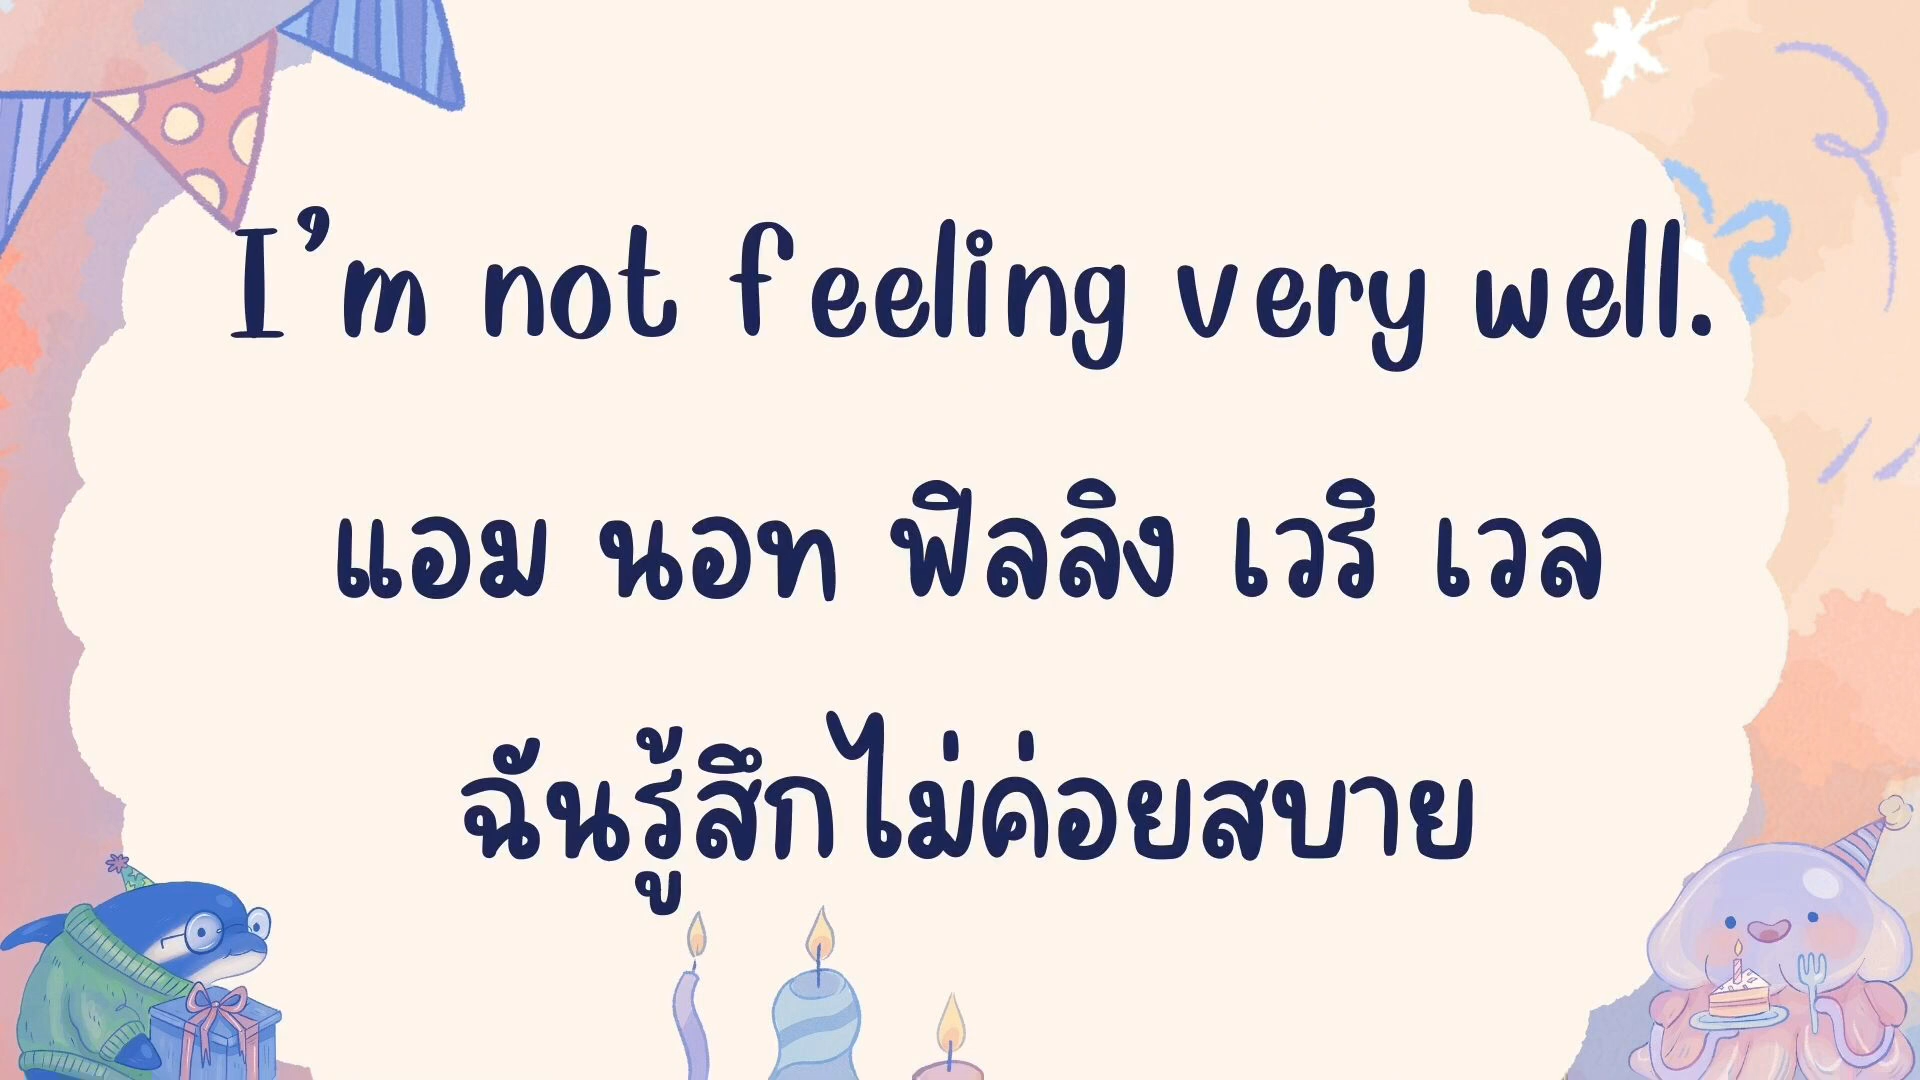 I'm not feeling very well.
แอม นอท ฟีลลิง เวริ เวล
ฉันรู้สึกไม่ค่อยสบาย